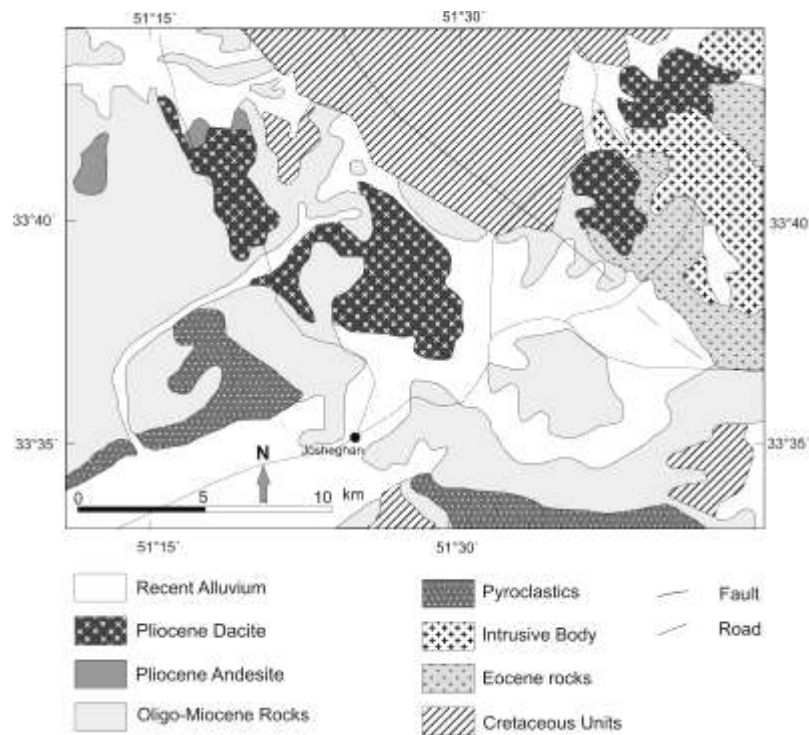 51°15´ 51°30´
33°40´ 33°40´
33°35´ 33°35´
Josheghan
N
0 5 10 km
51°15´ 51°30´
Recent Alluvium
Pliocene Dacite
Pliocene Andesite
Oligo-Miocene Rocks
Pyroclastics
Intrusive Body
Eocene rocks
Cretaceous Units
Fault
Road